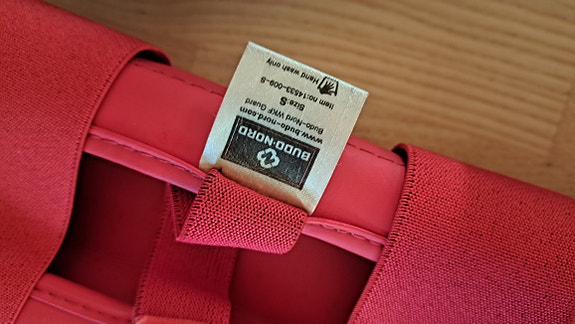 BUDO-NORD
www.budo-nord.com
Budo-Nord WKF Guard
Size:S
Item no:14533-009-S
Hand wash only